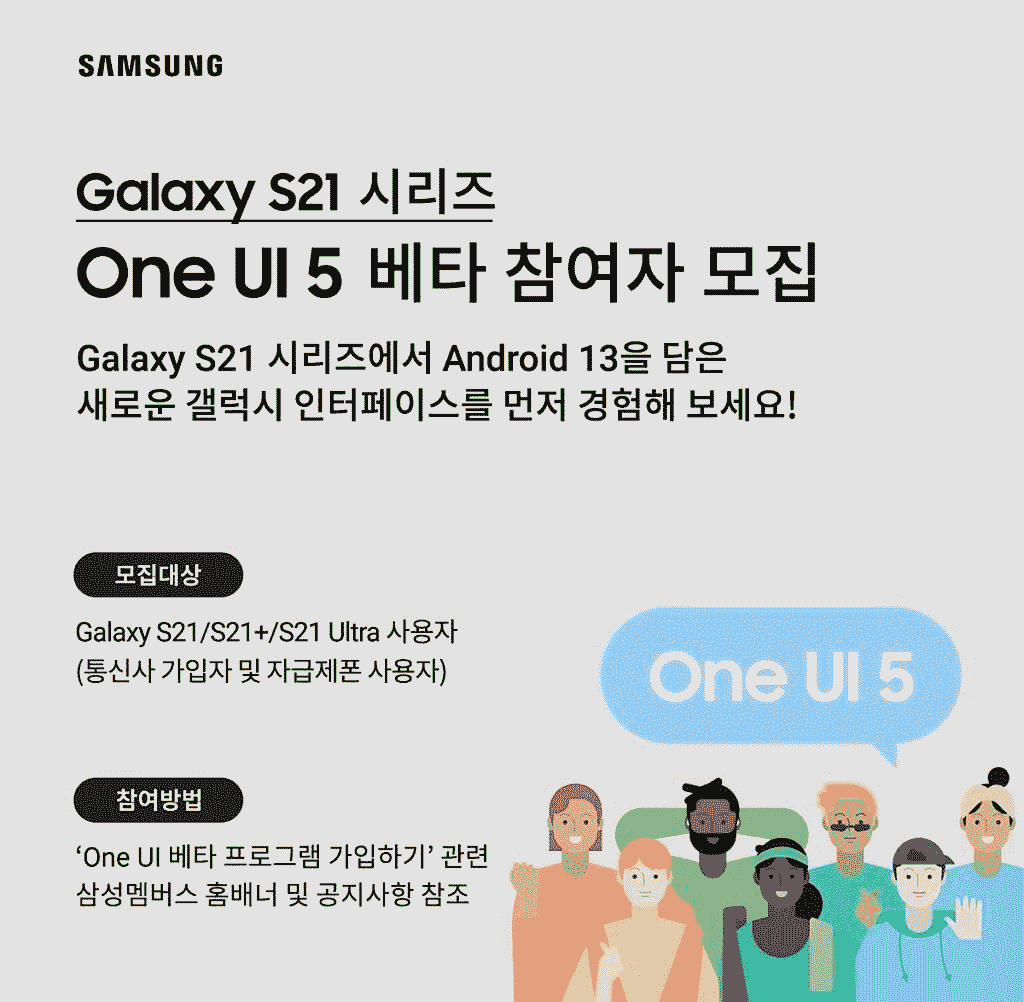 SAMSUNG
Galaxy S21 시리즈
One UI 5 베타 참여자 모집
Galaxy S21 시리즈에서 Android 13을 담은
새로운 갤럭시 인터페이스를 먼저 경험해 보세요!
모집대상
Galaxy S21/S21+/S21 Ultra 사용자
(통신사 가입자 및 자급제폰 사용자)
One UI 5
참여방법
‘One UI 베타 프로그램 가입하기’ 관련
삼성멤버스 홈배너 및 공지사항 참조